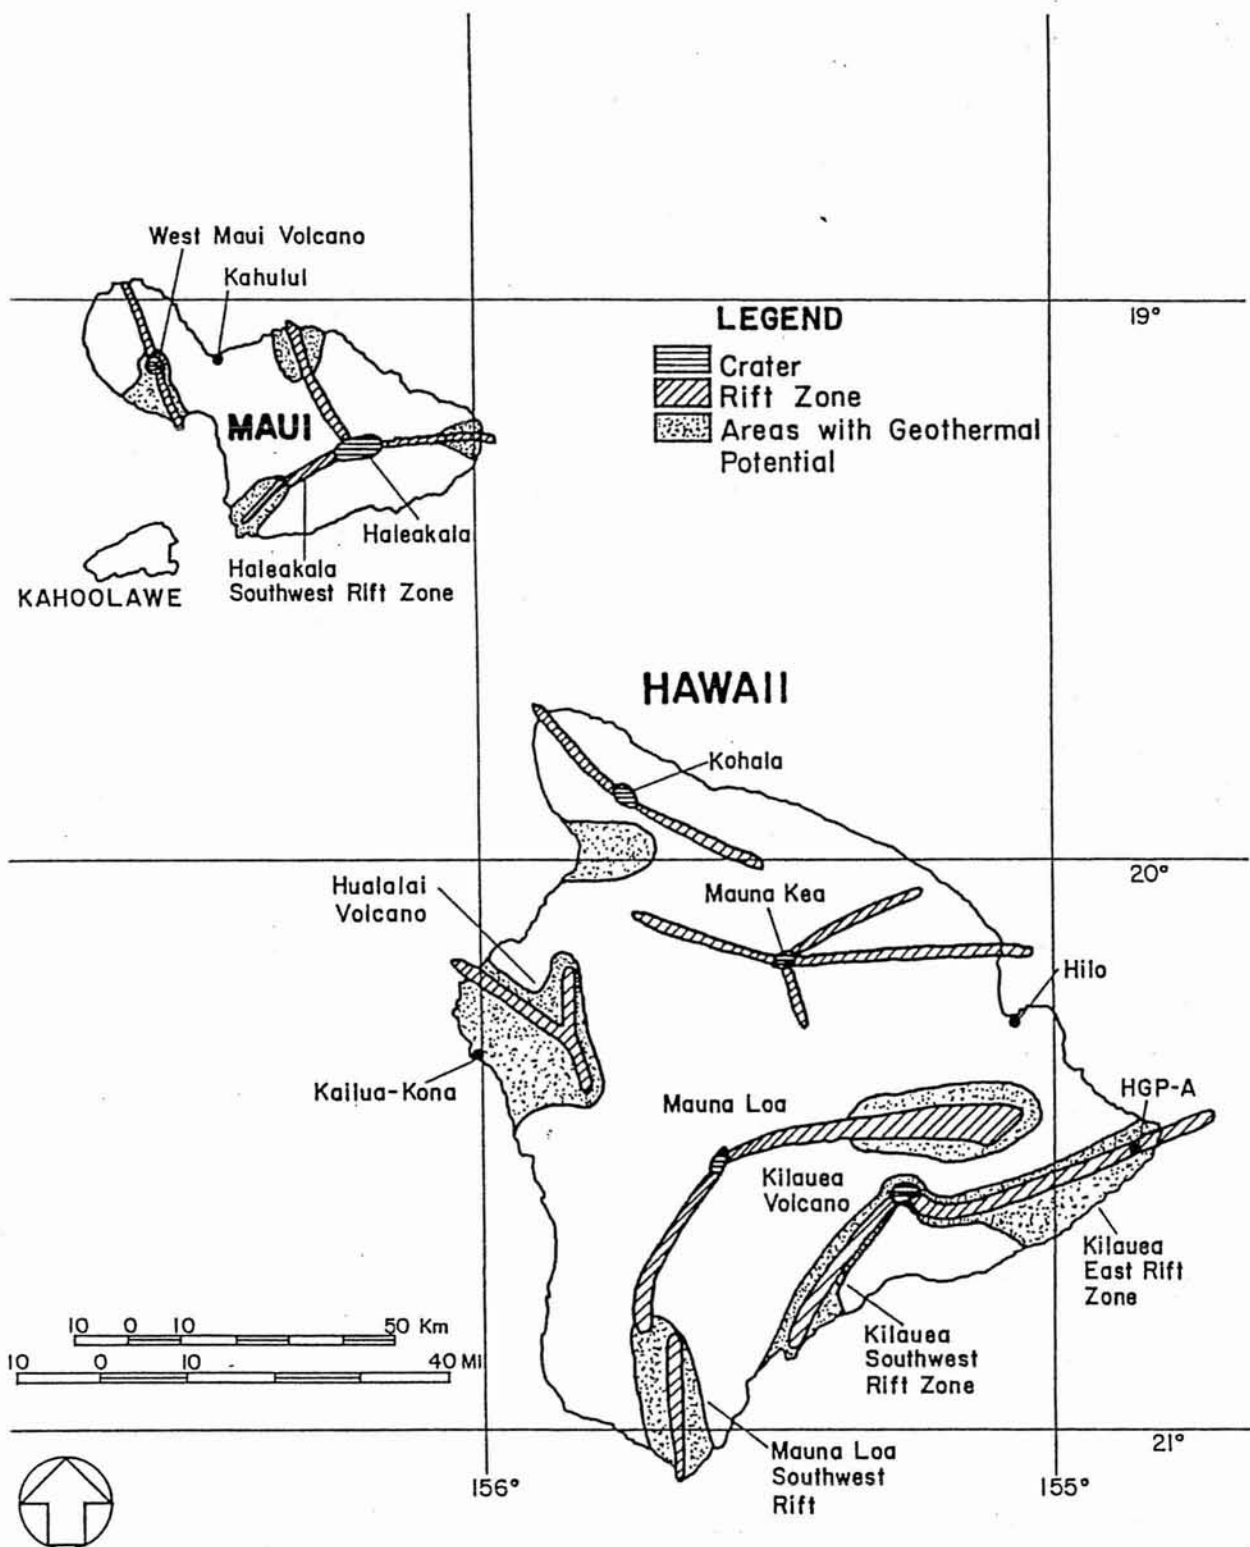 West Maui Volcano
Kahului
19°
LEGEND
Crater
Rift Zone
Areas with Geothermal
Potential
MAUI
Haleakala
Haleakala
Southwest Rift Zone
KAHOOLAWE
HAWAII
Kohala
20°
Hualalai
Volcano
Mauna Kea
Hilo
Kailua-Kona
Mauna Loa
HGP-A
Kilauea
Volcano
Kilauea
East Rift
Zone
10 0 10 50 Km
10 0 10 40 Mi
Kilauea
Southwest
Rift Zone
21°
Mauna Loa
Southwest
Rift
156°
155°